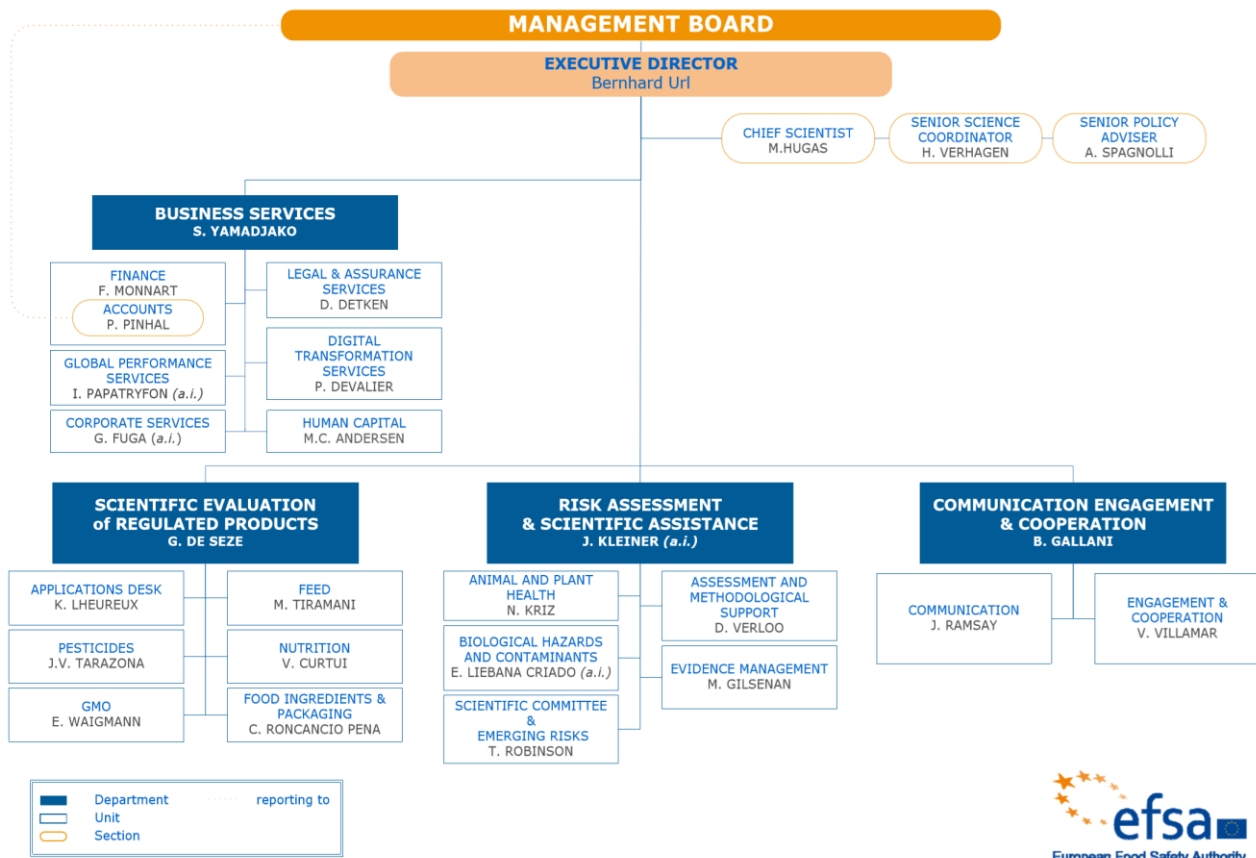 MANAGEMENT BOARD
EXECUTIVE DIRECTOR
Bernhard Url
CHIEF SCIENTIST
M.HUGAS
SENIOR SCIENCE
COORDINATOR
H. VERHAGEN
SENIOR POLICY
ADVISER
A. SPAGNOLLI
BUSINESS SERVICES
S. YAMADJAKO
FINANCE
F. MONNART
ACCOUNTS
P. PINHAL
LEGAL & ASSURANCE
SERVICES
D. DETKEN
GLOBAL PERFORMANCE
SERVICES
I. PAPATRYFON (a.i.)
DIGITAL
TRANSFORMATION
SERVICES
P. DEVALIER
CORPORATE SERVICES
G. FUGA (a.i.)
HUMAN CAPITAL
M.C. ANDERSEN
SCIENTIFIC EVALUATION
of REGULATED PRODUCTS
G. DE SEZE
APPLICATIONS DESK
K. LHEUREUX
FEED
M. TIRAMANI
PESTICIDES
J.V. TARAZONA
NUTRITION
V. CURTUI
GMO
E. WAIGMANN
FOOD INGREDIENTS &
PACKAGING
C. RONCANCIO PENA
RISK ASSESSMENT
& SCIENTIFIC ASSISTANCE
J. KLEINER (a.i.)
ANIMAL AND PLANT
HEALTH
N. KRIZ
ASSESSMENT AND
METHODOLOGICAL
SUPPORT
D. VERLOO
BIOLOGICAL HAZARDS
AND CONTAMINANTS
E. LIEBANA CRIADO (a.i.)
EVIDENCE MANAGEMENT
M. GILSENAN
SCIENTIFIC COMMITTEE
&
EMERGING RISKS
T. ROBINSON
COMMUNICATION ENGAGEMENT
& COOPERATION
B. GALLANI
COMMUNICATION
J. RAMSAY
ENGAGEMENT &
COOPERATION
V. VILLAMAR
Department
reporting to
Unit
Section
efsa
European Food Safety Authority